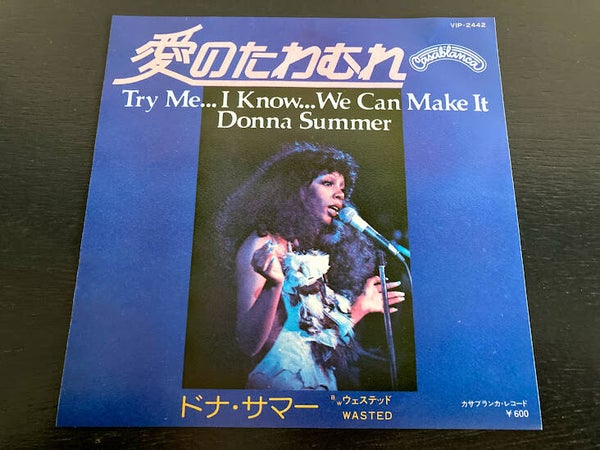 VIP-2442
愛のたわむれ
Casablanca
Try Me... I Know... We Can Make It
Donna Summer
ドナ・サマー
B/W ウェステッド
WASTED
カサブランカ・レコード
¥600